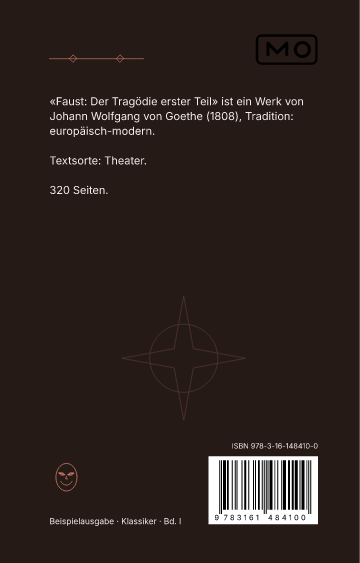 MO
«Faust: Der Tragödie erster Teil» ist ein Werk von
Johann Wolfgang von Goethe (1808), Tradition:
europäisch-modern.
Textsorte: Theater.
320 Seiten.
ISBN 978-3-16-148410-0
9 783161 484100
Beispielausgabe · Klassiker · Bd. I